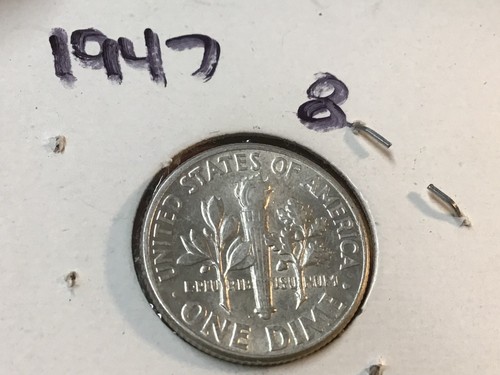 1947
8
UNITED STATES OF AMERICA
E PLURIBUS UNUM
ONE DIME